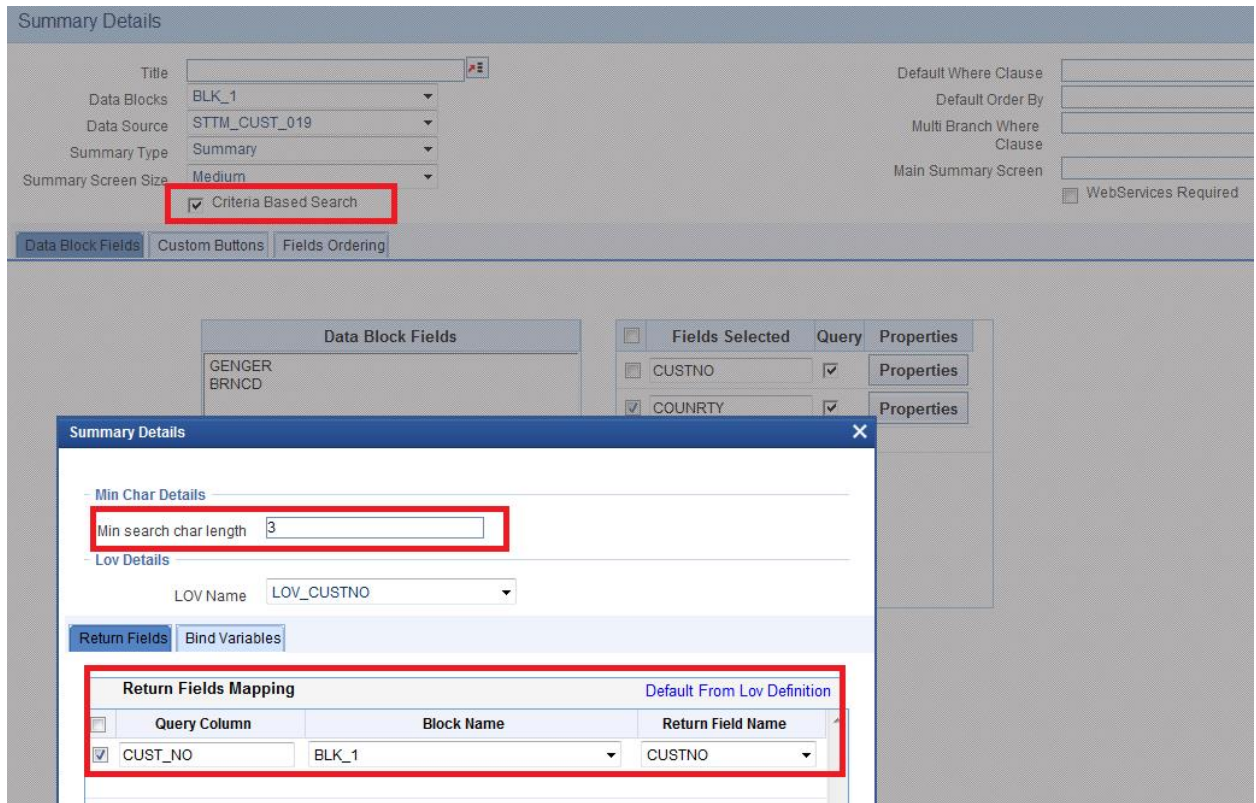 Summary Details
Title
Data Blocks BLK_1
Data Source STTM_CUST_019
Summary Type Summary
Summary Screen Size Medium
Criteria Based Search
Default Where Clause
Default Order By
Multi Branch Where
Clause
Main Summary Screen
WebServices Required
Data Block Fields Custom Buttons Fields Ordering
Data Block Fields
GENGER
BRNCD
Fields Selected Query Properties
CUSTNO Properties
COUNRTY Properties
Summary Details
Min Char Details
Min search char length 3
Lov Details
LOV Name LOV_CUSTNO
Return Fields Bind Variables
Return Fields Mapping Default From Lov Definition
Query Column Block Name Return Field Name
CUST_NO BLK_1 CUSTNO